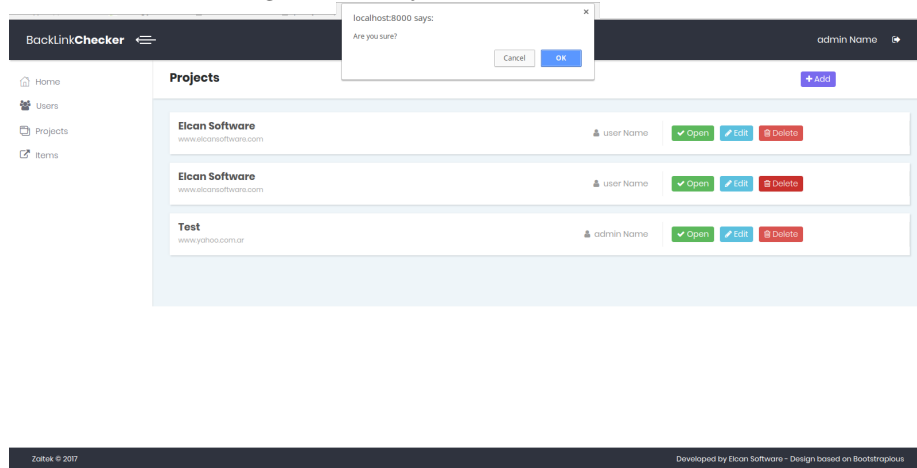 localhost:8000 says:
Are you sure?
Cancel OK
BackLinkChecker
admin Name
Home
Users
Projects
Items
Projects
Add
Elcan Software
www.elcansoftware.com
user Name
Open Edit Delete
Elcan Software
www.elcansoftware.com
user Name
Open Edit Delete
Test
www.yahoo.com.ar
admin Name
Open Edit Delete
Zaitek © 2017
Developed by Elcan Software - Design based on Bootstrapious